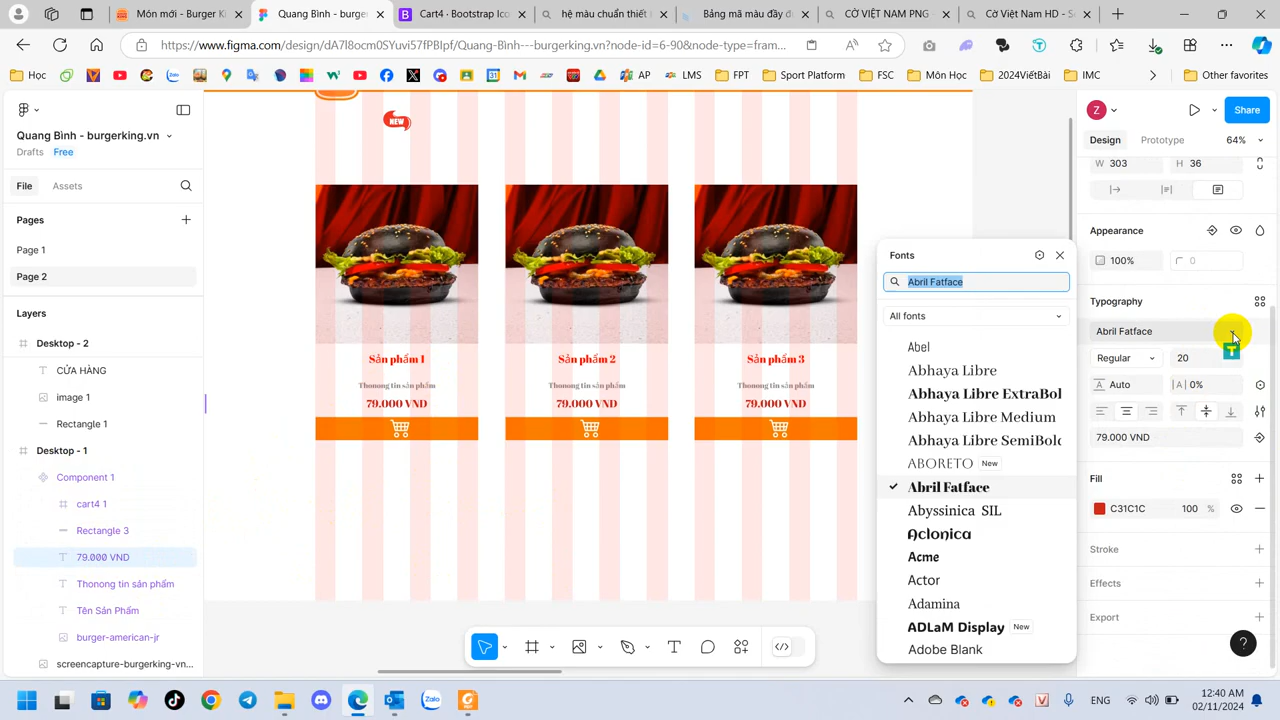 Món mới - Burger
Quang Bình - burger
hệ màu chuẩn thiết
Bảng mã màu đầy đ
CỜ VIỆT NAM
CỜ VIỆT NAM
https://www.figma.com/design/dA7l8ocm0SYuvi57fPBIpf/Quang-Bình---burgerking.vn?node-id=6-90&node-type=fram...
Học
AP
LMS
FPT
Sport Platform
FSC
Môn Học
2024ViếtBài
IMC
Other favorites
Quang Bình - burgerking.vn
Drafts
Free
File
Assets
Pages
Page 1
Page 2
Layers
Desktop - 2
CỬA HÀNG
image 1
Rectangle 1
Desktop - 1
Component 1
cart4 1
Rectangle 3
79.000 VND
Thonong tin sản phẩm
Tên Sản Phẩm
burger-american-jr
screencapture-burgerking-vn...
NEW
Sản phẩm 1
Thonong tin sản phẩm
79.000 VND
Sản phẩm 2
Thonong tin sản phẩm
79.000 VND
Sản phẩm 3
Thonong tin sản phẩm
79.000 VND
Fonts
Abril Fatface
All fonts
Abel
Abhaya Libre
Abhaya Libre ExtraBol
Abhaya Libre Medium
Abhaya Libre SemiBold
ABORETO New
Abril Fatface
Abyssinica SIL
Aclonica
Acme
Actor
Adamina
ADLaM Display New
Adobe Blank
Z
Share
Design
Prototype
64%
W 303
H 36
Appearance
100%
0
Typography
Abril Fatface
Regular
20
Auto
|A| 0%
79.000 VND
Fill
C31C1C
100 %
Stroke
Effects
Export
?
ENG
12:40 AM
02/11/2024